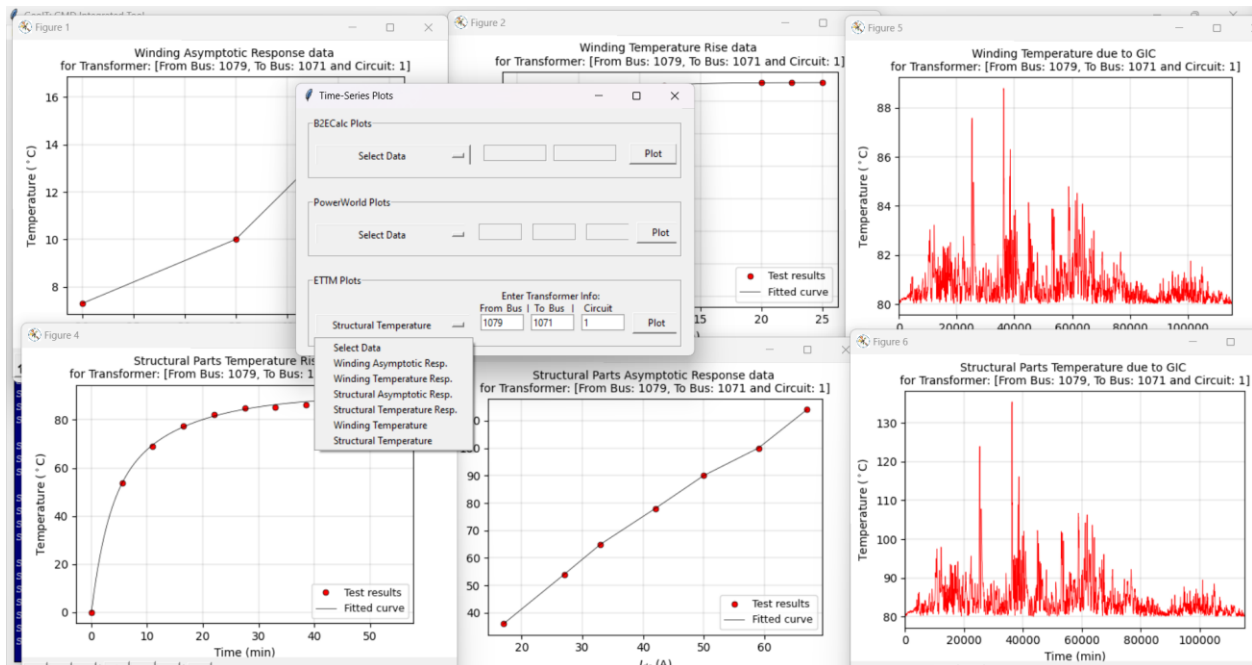 GMD Integrated Tool
Figure 1
Winding Asymptotic Response data
for Transformer: [From Bus: 1079, To Bus: 1071 and Circuit: 1]
Temperature (°C)
16
14
12
10
8
Figure 2
Winding Temperature Rise data
for Transformer: [From Bus: 1079, To Bus: 1071 and Circuit: 1]
Test results
Fitted curve
20
25
Figure 5
Winding Temperature due to GIC
for Transformer: [From Bus: 1079, To Bus: 1071 and Circuit: 1]
Temperature (°C)
88
86
84
82
80
0 20000 40000 60000 80000 100000
Time-Series Plots
B2ECalc Plots
Select Data
Plot
PowerWorld Plots
Select Data
Plot
ETTM Plots
Enter Transformer Info:
From Bus | To Bus | Circuit
Structural Temperature 1079 1071 1 Plot
Select Data
Winding Asymptotic Resp.
Winding Temperature Resp.
Structural Asymptotic Resp.
Structural Temperature Resp.
Winding Temperature
Structural Temperature
Figure 4
Structural Parts Temperature
for Transformer: [From Bus: 1079, To Bus:
Temperature (°C)
80
60
40
20
0
Test results
Fitted curve
0 10 20 30 40 50
Time (min)
Structural Parts Asymptotic Response data
for Transformer: [From Bus: 1079, To Bus: 1071 and Circuit: 1]
90
80
70
60
50
40
Test results
Fitted curve
20 30 40 50 60
(A)
Figure 6
Structural Parts Temperature due to GIC
for Transformer: [From Bus: 1079, To Bus: 1071 and Circuit: 1]
Temperature (°C)
130
120
110
100
90
80
0 20000 40000 60000 80000 100000
Time (min)